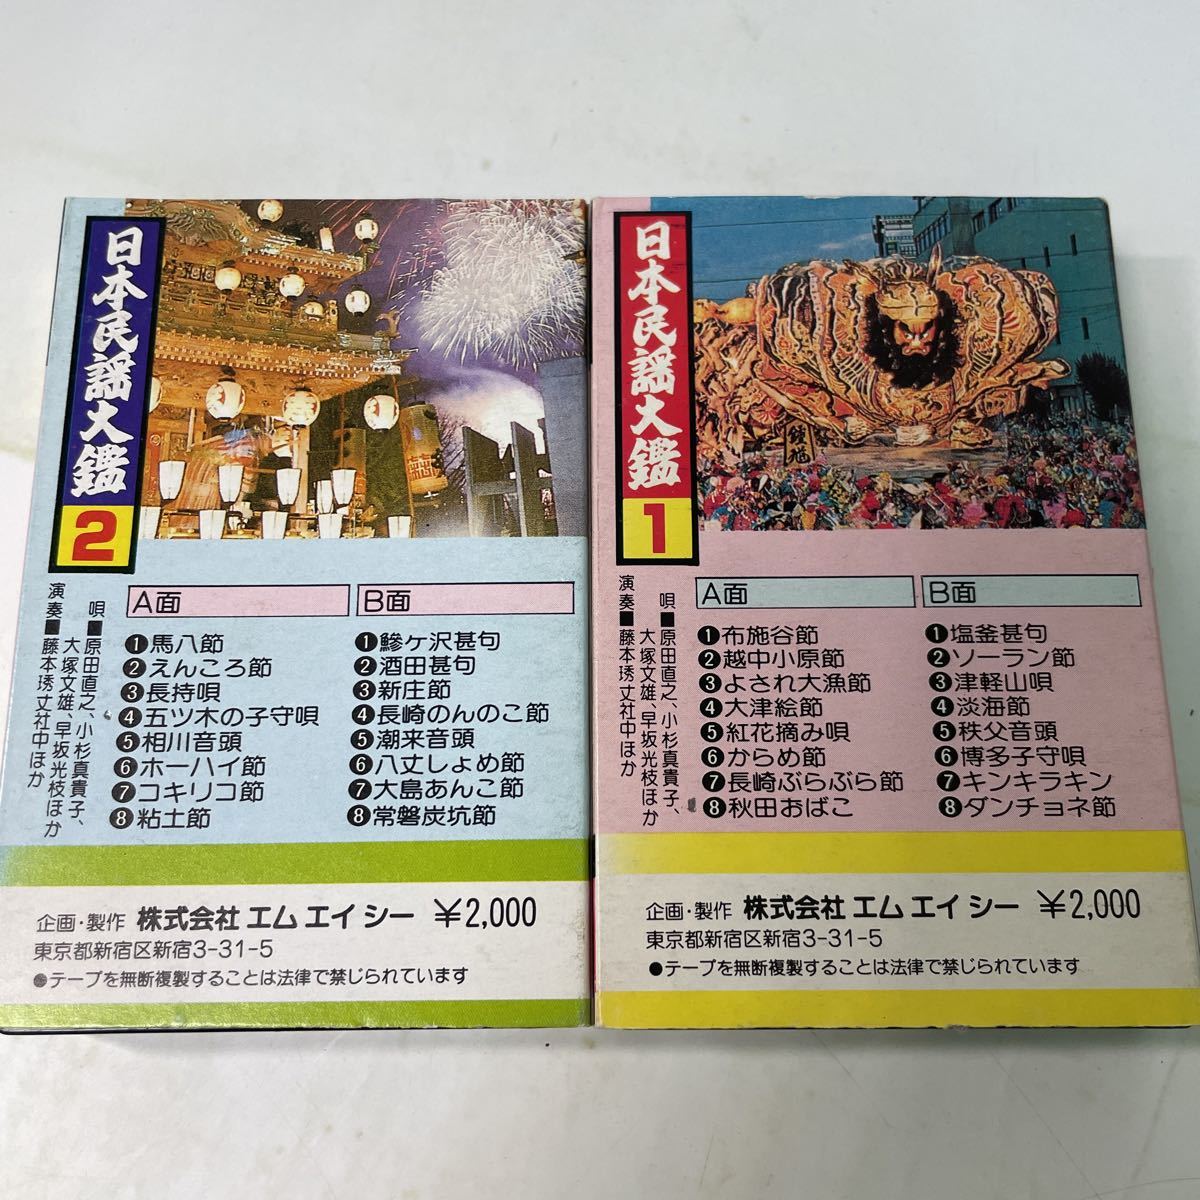 日本民謡大鑑
2
唄■原田直之、小杉真貴子、
大塚文雄、早坂光枝ほか
演奏■藤本琇丈社中ほか
A面
❶馬八節
❷えんころ節
❸長持唄
❹五ツ木の子守唄
❺相川音頭
❻ホーハイ節
❼コキリコ節
❽粘土節
B面
❶鰺ヶ沢甚句
❷酒田甚句
❸新庄節
❹長崎のんのこ節
❺潮来音頭
❻八丈しょめ節
❼大島あんこ節
❽常磐炭坑節
企画・製作 株式会社 エム エイ シー ¥2,000
東京都新宿区新宿3-31-5
●テープを無断複製することは法律で禁じられています
日本民謡大鑑
1
唄■原田直之、小杉真貴子、
大塚文雄、早坂光枝ほか
演奏■藤本琇丈社中ほか
A面
❶布施谷節
❷越中小原節
❸よされ大漁節
❹大津絵節
❺紅花摘み唄
❻からめ節
❼長崎ぶらぶら節
❽秋田おばこ
B面
❶塩釜甚句
❷ソーラン節
❸津軽山唄
❹淡海節
❺秩父音頭
❻博多子守唄
❼キンキラキン
❽ダンチョネ節
企画・製作 株式会社 エム エイ シー ¥2,000
東京都新宿区新宿3-31-5
●テープを無断複製することは法律で禁じられています